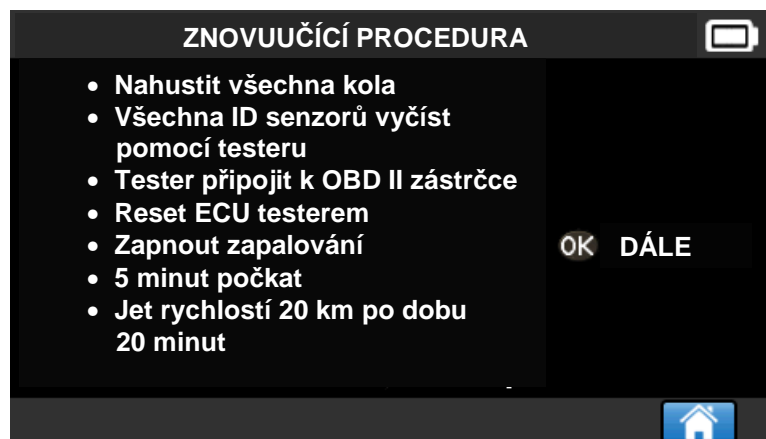 ZNOVUUČÍCÍ PROCEDURA
• Nahustit všechna kola
• Všechna ID senzorů vyčíst
pomocí testeru
• Tester připojit k OBD II zástrčce
• Reset ECU testerem
• Zapnout zapalování
OK DÁLE
• 5 minut počkat
• Jet rychlostí 20 km po dobu
20 minut